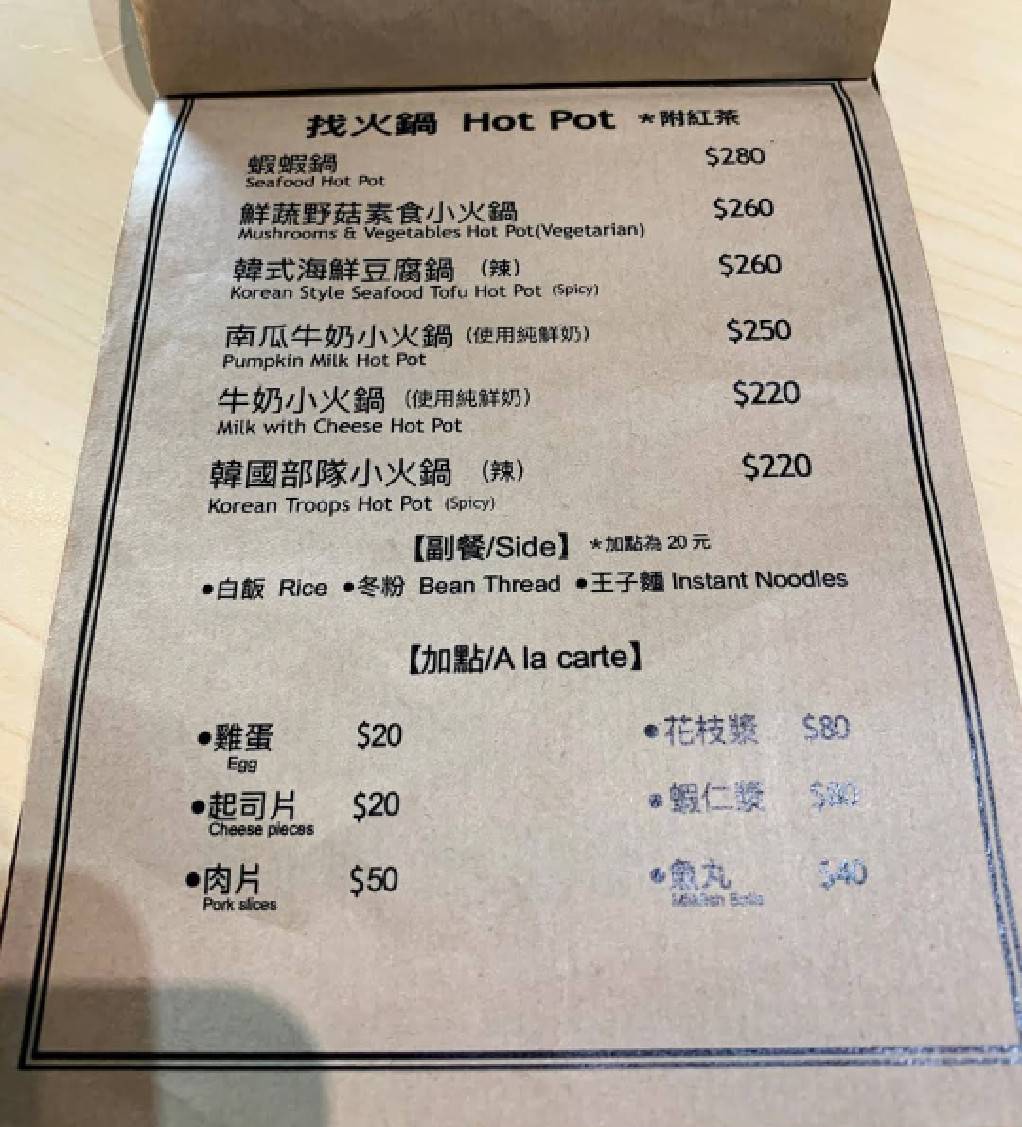 找火鍋 Hot Pot *附紅茶
蝦蝦鍋 $280
Seafood Hot Pot
鮮蔬野菇素食小火鍋 $260
Mushrooms & Vegetables Hot Pot(Vegetarian)
韓式海鮮豆腐鍋 (辣) $260
Korean Style Seafood Tofu Hot Pot (Spicy)
南瓜牛奶小火鍋 (使用純鮮奶) $250
Pumpkin Milk Hot Pot
牛奶小火鍋 (使用純鮮奶) $220
Milk with Cheese Hot Pot
韓國部隊小火鍋 (辣) $220
Korean Troops Hot Pot (Spicy)
【副餐/Side】 *加點為 20 元
●白飯 Rice ●冬粉 Bean Thread ●王子麵 Instant Noodles
【加點/A la carte】
●雞蛋 $20 ●花枝漿 $80
Egg
●起司片 $20 ●蝦仁漿 $80
Cheese pieces
●肉片 $50 ●魚丸 $40
Pork slices